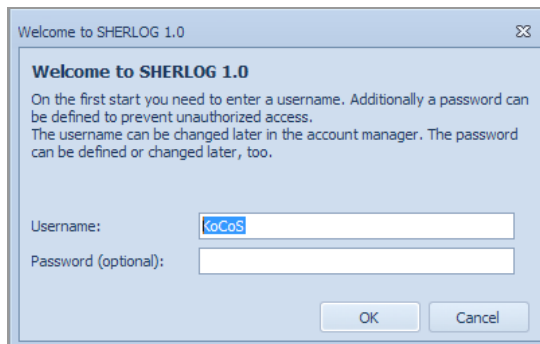 Welcome to SHERLOG 1.0
Welcome to SHERLOG 1.0
On the first start you need to enter a username. Additionally a password can
be defined to prevent unauthorized access.
The username can be changed later in the account manager. The password
can be defined or changed later, too.
Username: KoCoS
Password (optional):
OK Cancel